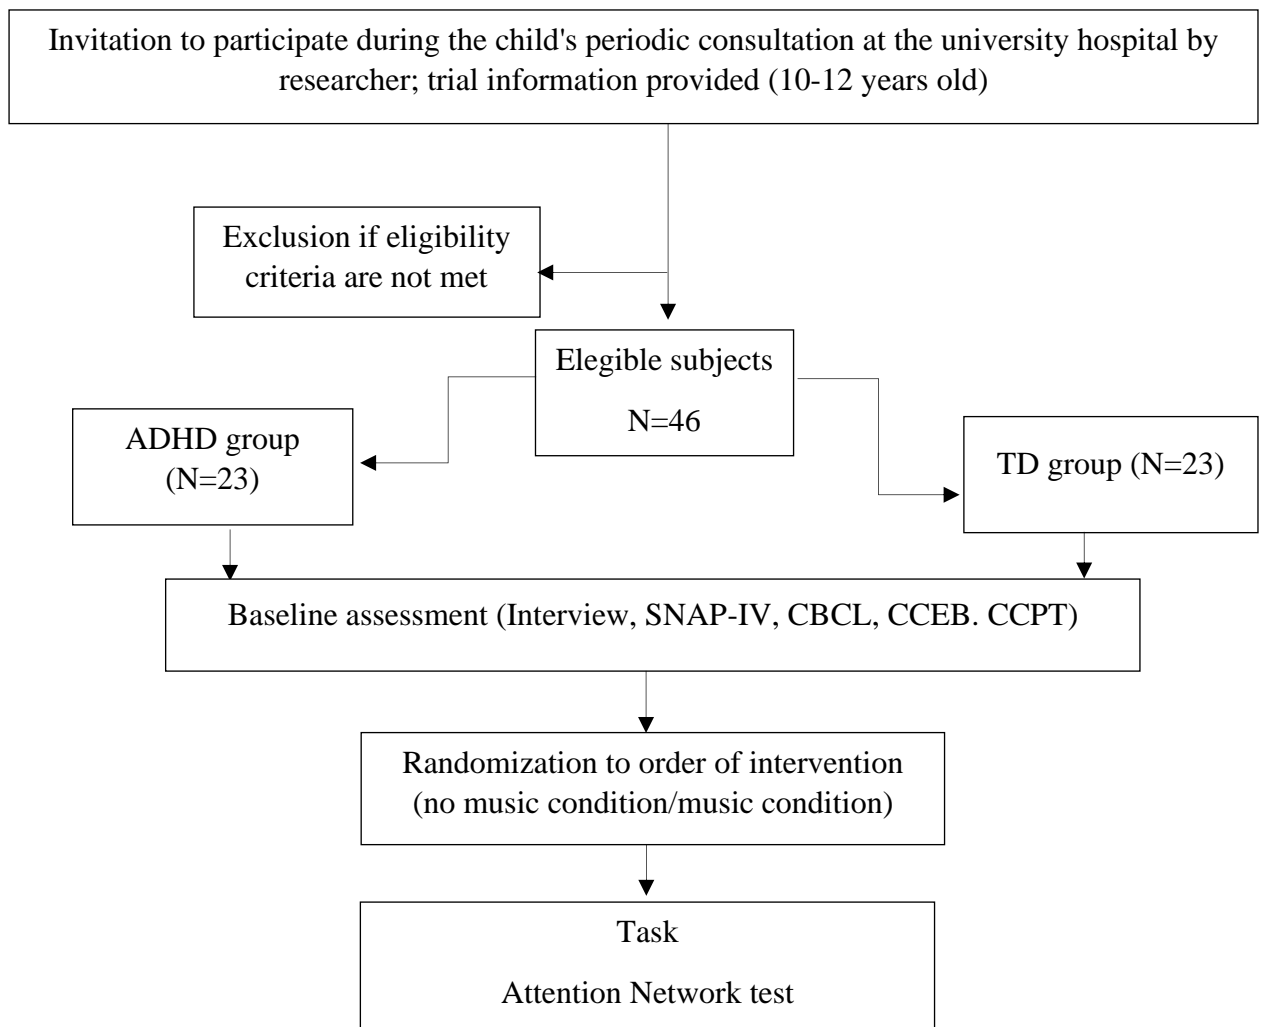 Invitation to participate during the child's periodic consultation at the university hospital by
researcher; trial information provided (10-12 years old)
Exclusion if eligibility
criteria are not met
Elegible subjects
N=46
ADHD group
(N=23)
TD group (N=23)
Baseline assessment (Interview, SNAP-IV, CBCL, CCEB. CCPT)
Randomization to order of intervention
(no music condition/music condition)
Task
Attention Network test